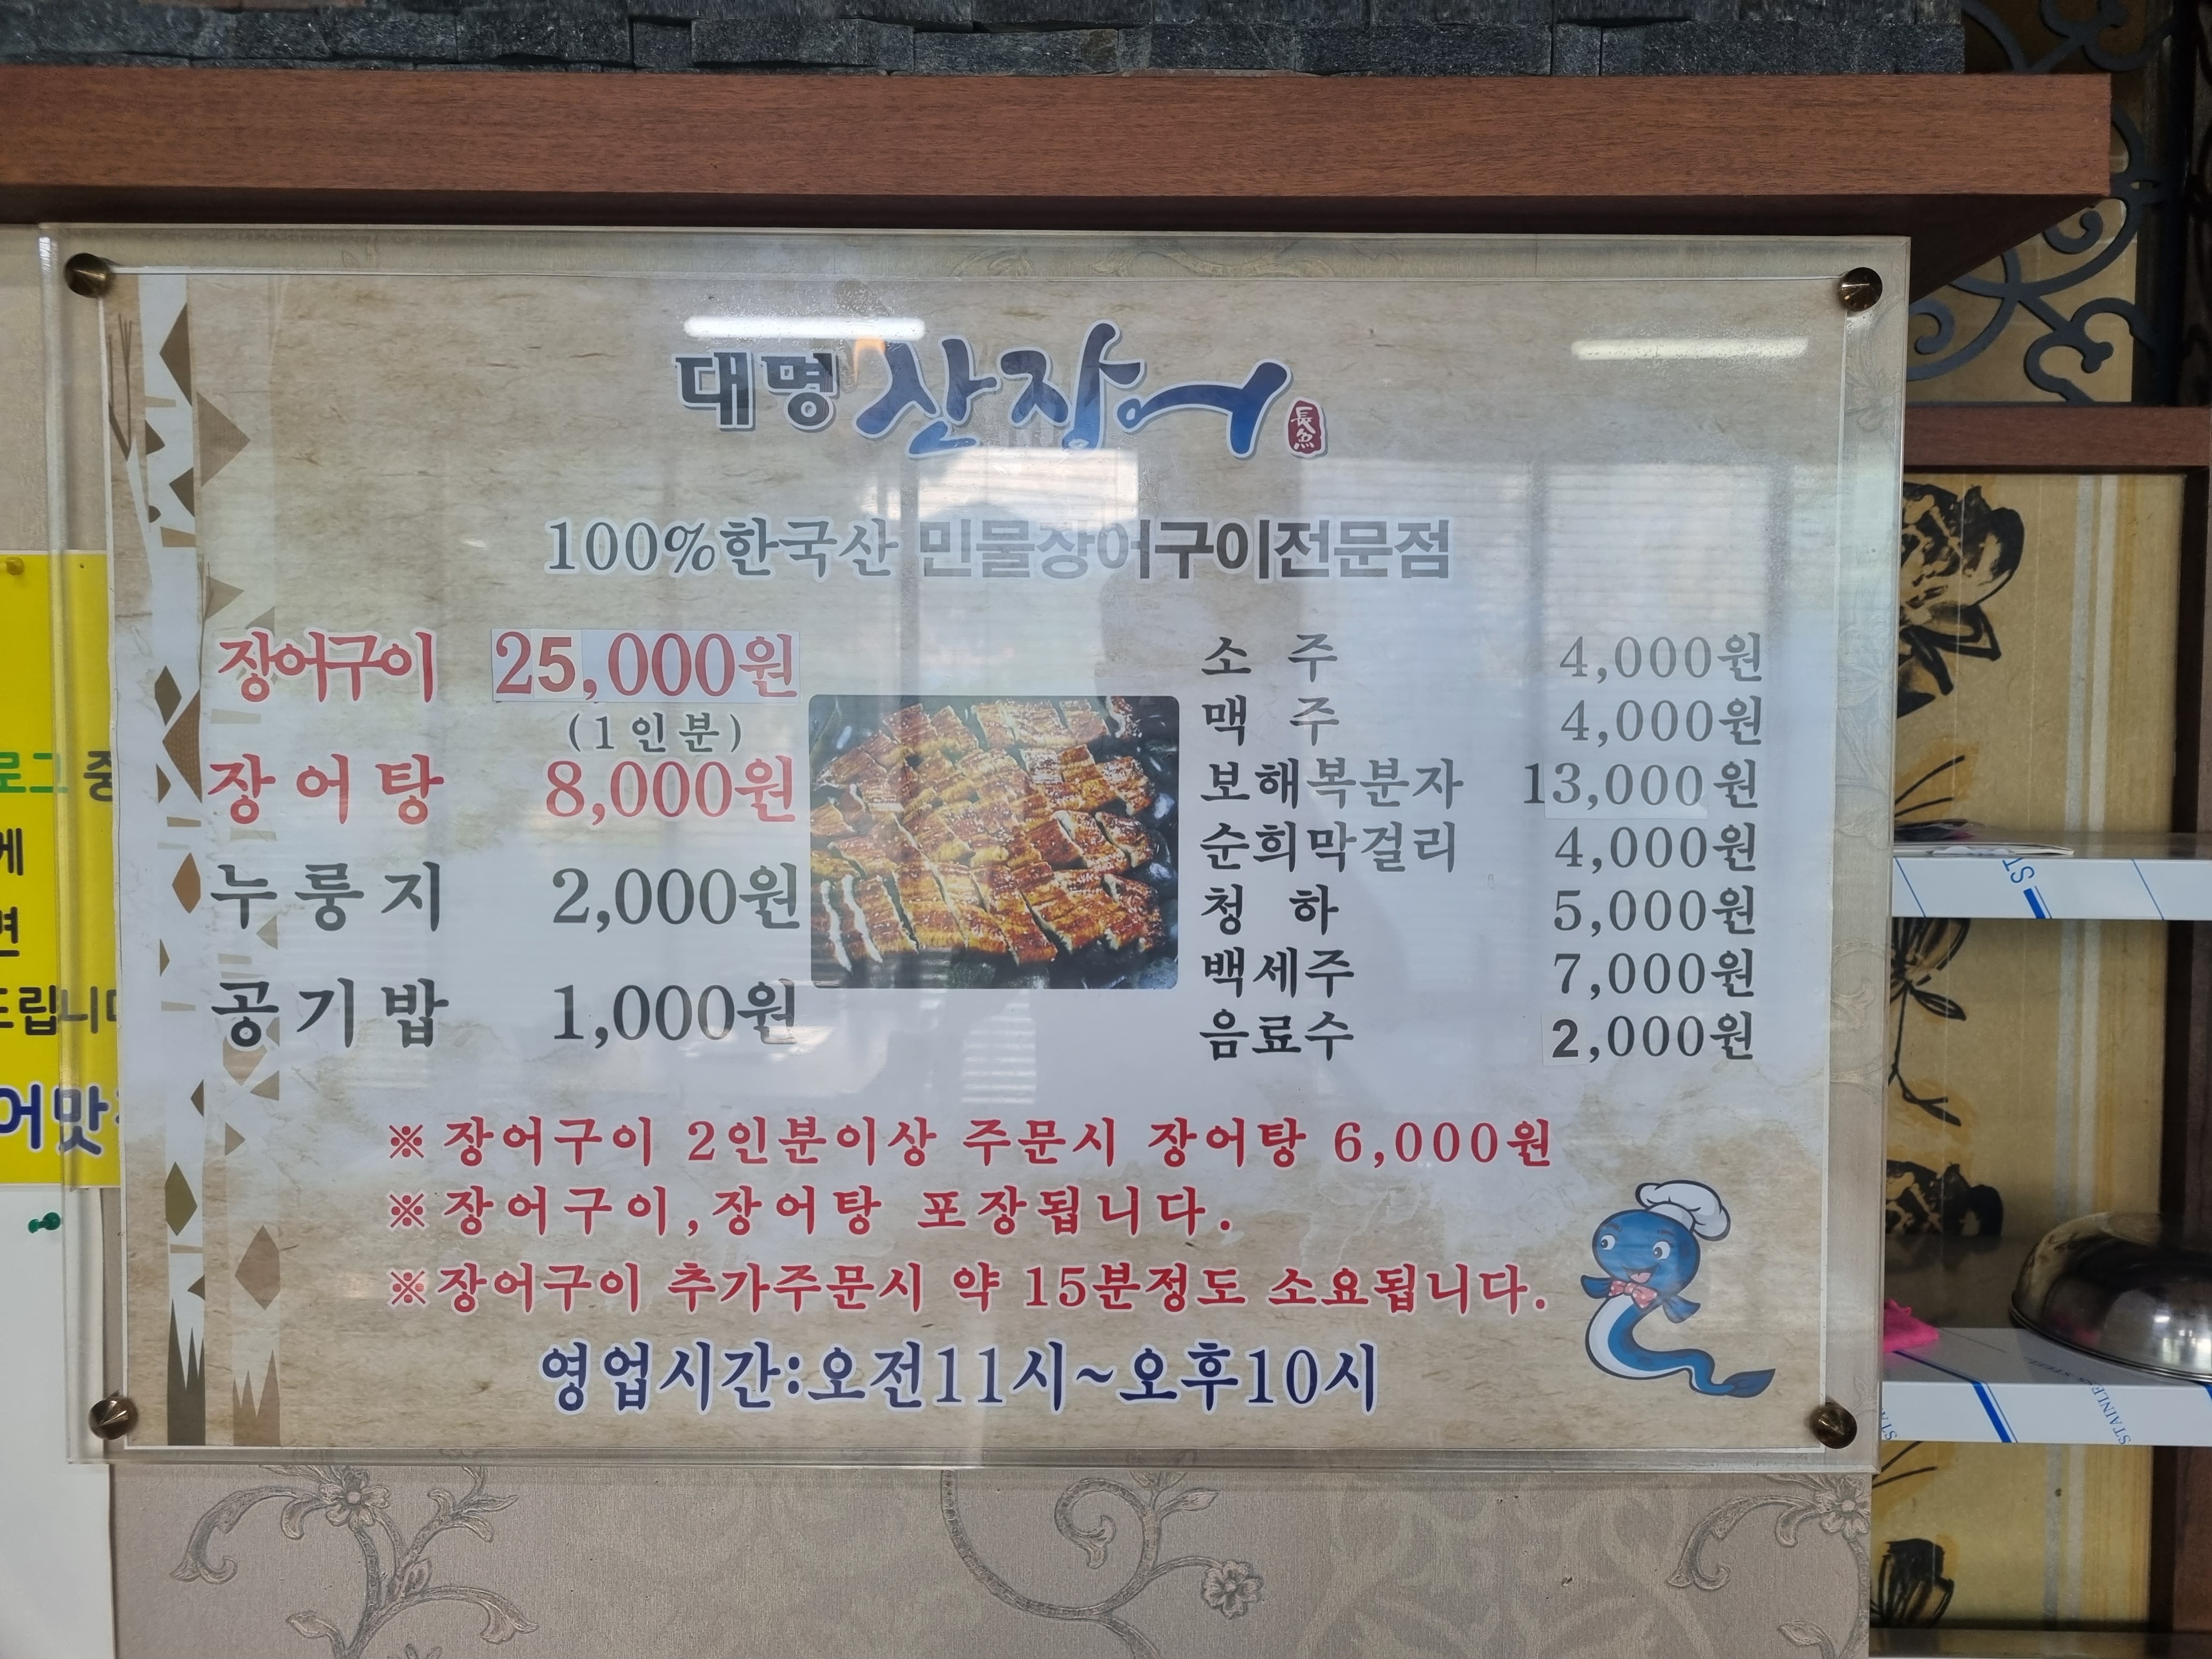 대명 산장어
長魚
100%한국산 민물장어구이전문점
장어구이 25,000원
(1인분)
장어탕 8,000원
누룽지 2,000원
공기밥 1,000원
소주 4,000원
맥주 4,000원
보해복분자 13,000원
순희막걸리 4,000원
청하 5,000원
백세주 7,000원
음료수 2,000원
※ 장어구이 2인분이상 주문시 장어탕 6,000원
※ 장어구이,장어탕 포장됩니다.
※장어구이 추가주문시 약 15분정도 소요됩니다.
영업시간:오전11시~오후10시
STAINLESS STEEL